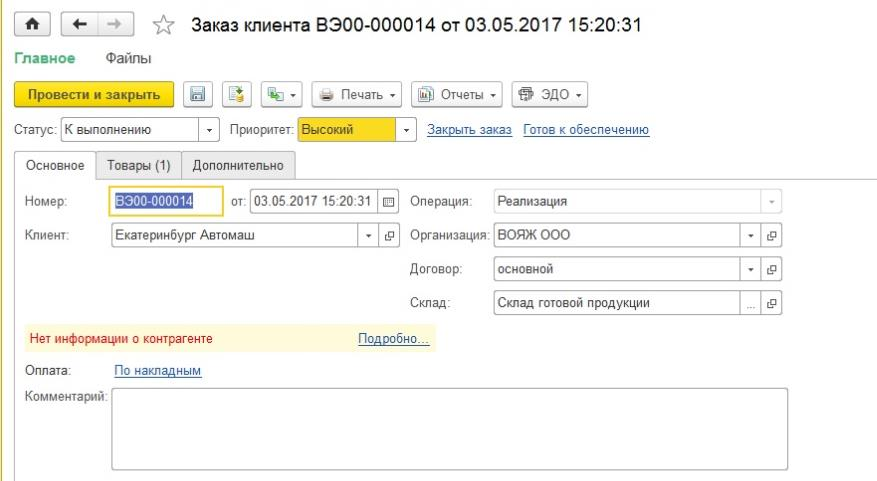 Заказ клиента ВЭ00-000014 от 03.05.2017 15:20:31
Главное Файлы
Провести и закрыть Печать Отчеты ЭДО
Статус: К выполнению Приоритет: Высокий Закрыть заказ Готов к обеспечению
Основное Товары (1) Дополнительно
Номер: ВЭ00-000014 от: 03.05.2017 15:20:31 Операция: Реализация
Клиент: Екатеринбург Автомаш Организация: ВОЯЖ ООО
Договор: основной
Склад: Склад готовой продукции ...
Нет информации о контрагенте Подробно...
Оплата: По накладным
Комментарий: